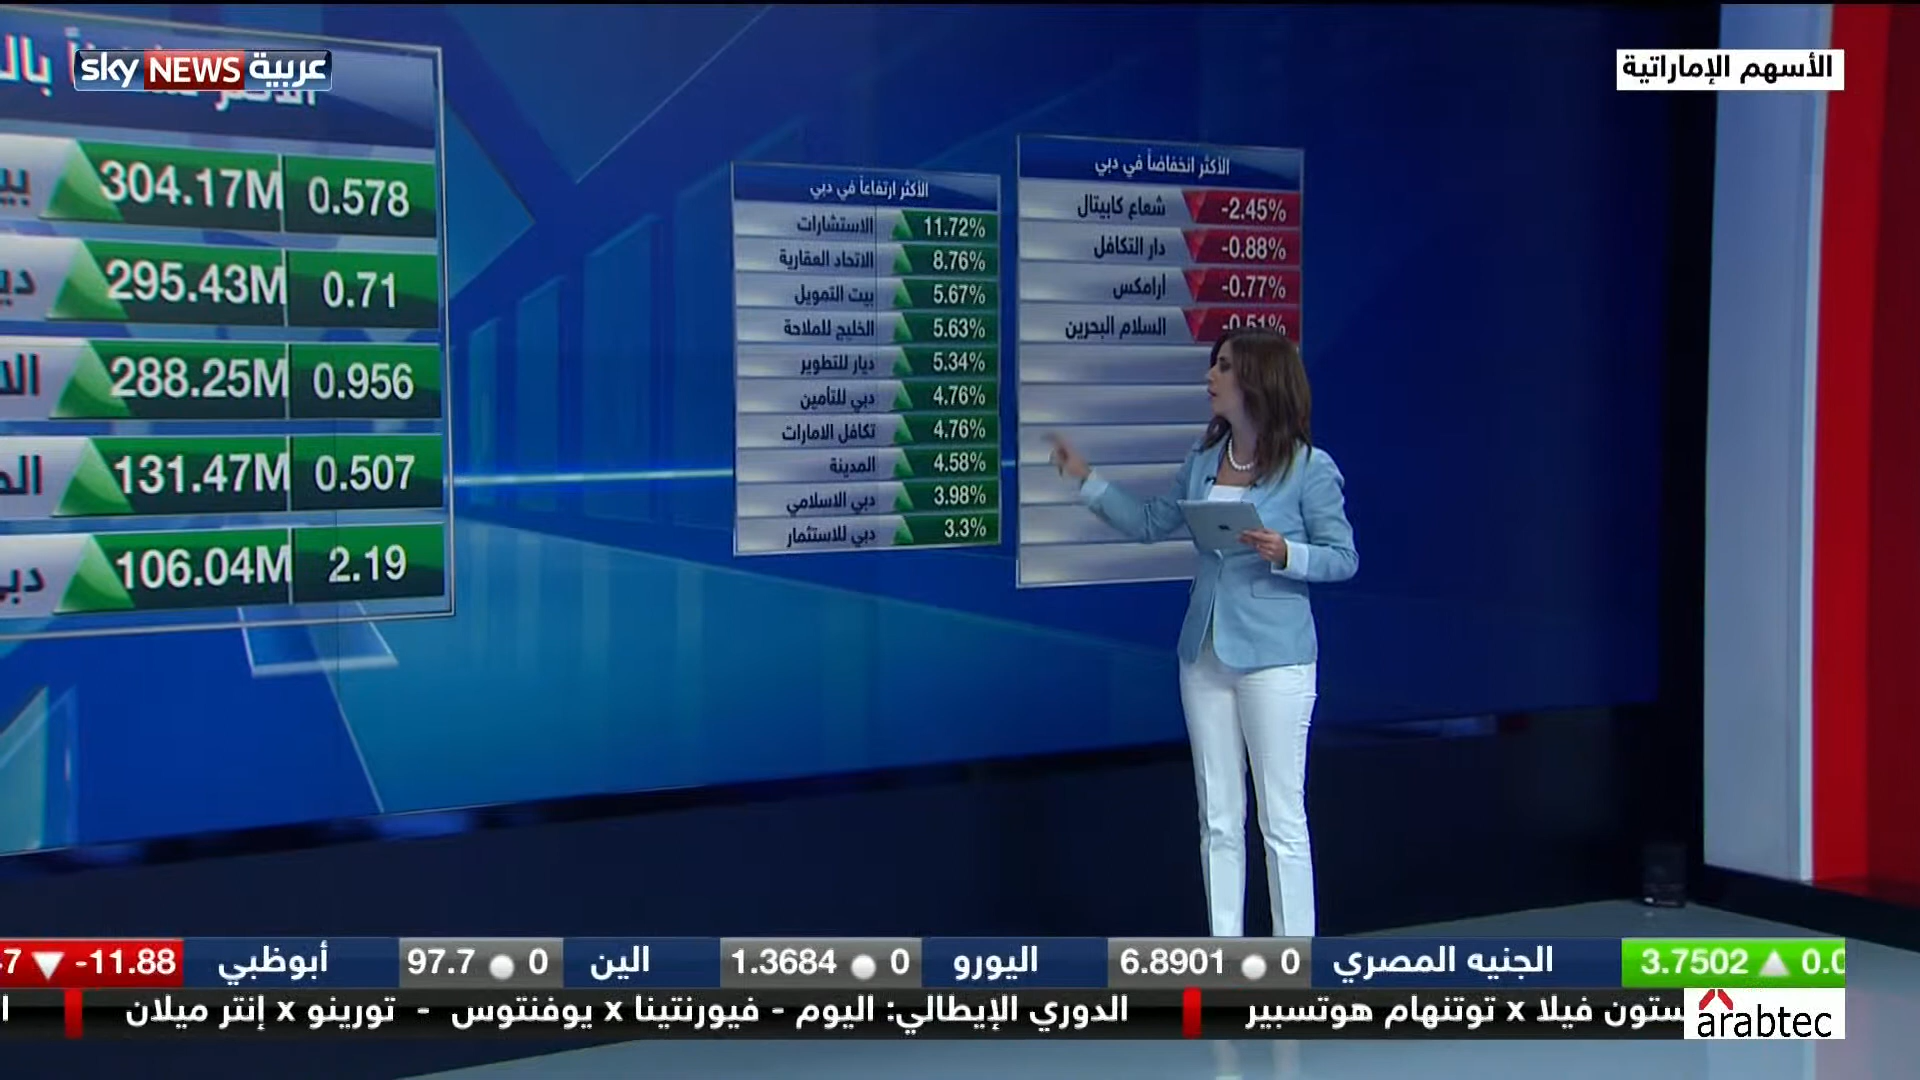 sky NEWS عربية
الأسهم الإماراتية
304.17M 0.578
295.43M 0.71
288.25M 0.956
131.47M 0.507
106.04M 2.19
الأكثر ارتفاعاً في دبي
الاستشارات 11.72%
الاتحاد العقارية 8.76%
بيت التمويل 5.67%
الخليج للملاحة 5.63%
ديار للتطوير 5.34%
دبي للتأمين 4.76%
تكافل الامارات 4.76%
المدينة 4.58%
دبي الاسلامي 3.98%
دبي للاستثمار 3.3%
الأكثر انخفاضاً في دبي
شعاع كابيتال -2.45%
دار التكافل -0.88%
أرامكس -0.77%
السلام البحرين -0.51%
3.7502 الجنيه المصري 6.8901 0 اليورو 1.3684 0 الين 97.7 0 أبوظبي -11.88
ستون فيلا x توتنهام هوتسبير الدوري الإيطالي: اليوم - فيورنتينا x يوفنتوس - تورينو x إنتر ميلان
arabtec